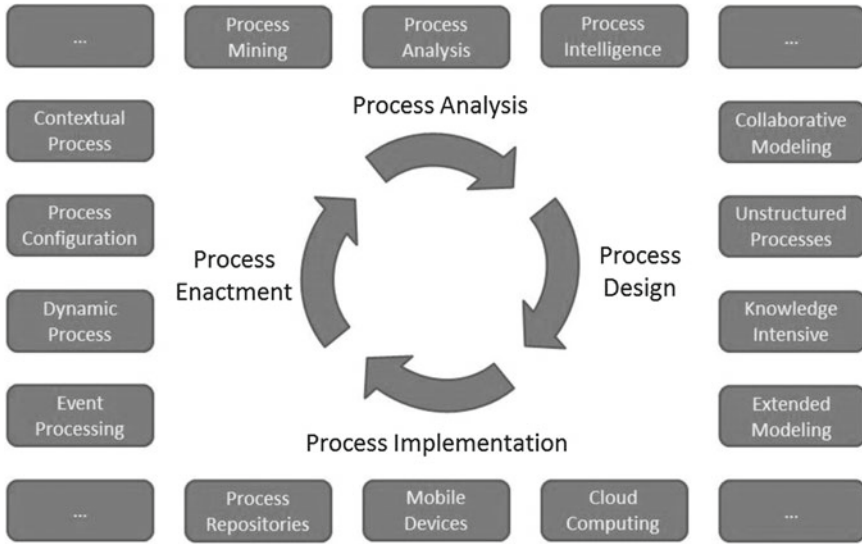 ...
Process
Mining
Process
Analysis
Process
Intelligence
...
Process Analysis
Contextual
Process
Collaborative
Modeling
Process
Configuration
Unstructured
Processes
Process
Enactment
Process
Design
Dynamic
Process
Knowledge
Intensive
Event
Processing
Extended
Modeling
Process Implementation
...
Process
Repositories
Mobile
Devices
Cloud
Computing
...